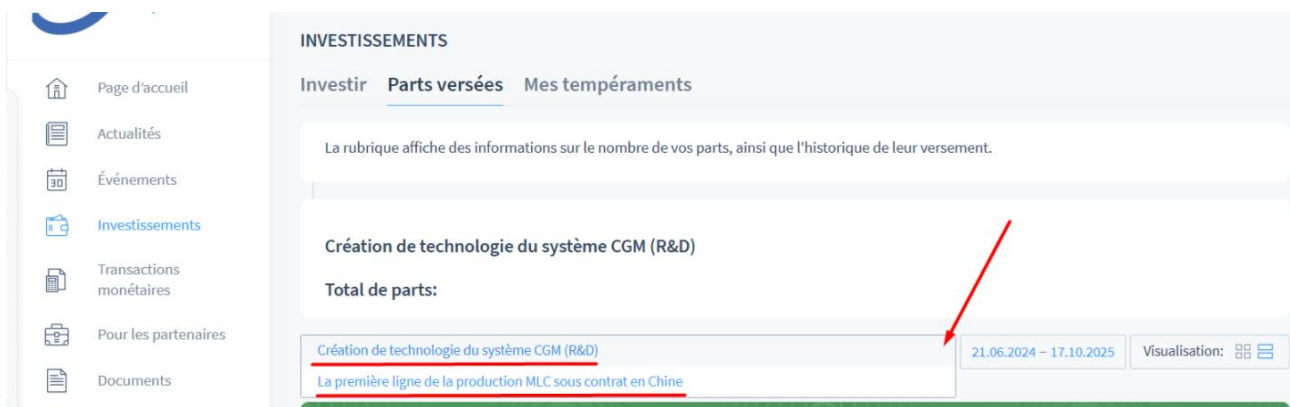 INVESTISSEMENTS
Investir Parts versées Mes tempéraments
Page d'accueil
Actualités
Événements
30
Investissements
Transactions
monétaires
Pour les partenaires
Documents
La rubrique affiche des informations sur le nombre de vos parts, ainsi que l'historique de leur versement.
Création de technologie du système CGM (R&D)
Total de parts:
Création de technologie du système CGM (R&D)
21.06.2024 – 17.10.2025
Visualisation:
La première ligne de la production MLC sous contrat en Chine